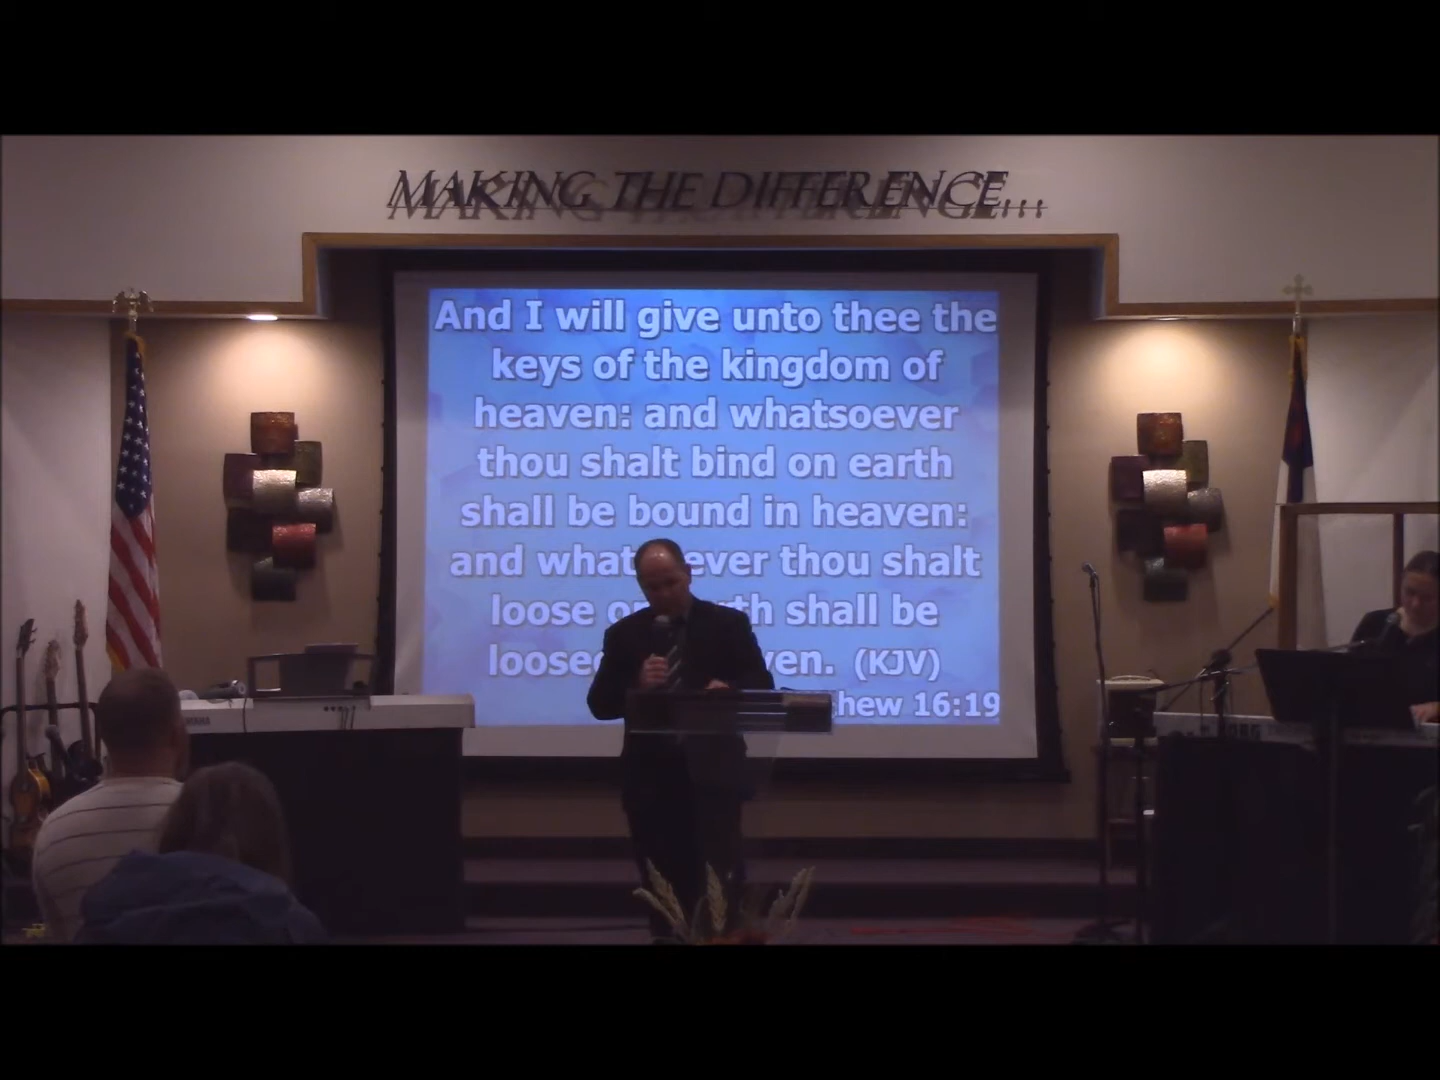 MAKING THE DIFFERENCE...
And I will give unto thee the
keys of the kingdom of
heaven: and whatsoever
thou shalt bind on earth
shall be bound in heaven:
and what ever thou shalt
loose o th shall be
loose ven. (KJV)
hew 16:19
YAMAHA
KORG